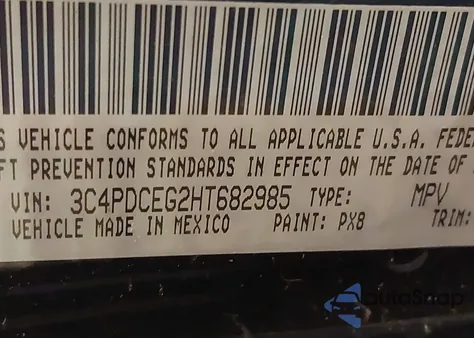 S VEHICLE CONFORMS TO ALL APPLICABLE U.S.A. FEDE
FT PREVENTION STANDARDS IN EFFECT ON THE DATE OF
VIN: 3C4PDCEG2HT682985 TYPE: MPV
VEHICLE MADE IN MEXICO PAINT: PX8 TRIM:
autoSnap